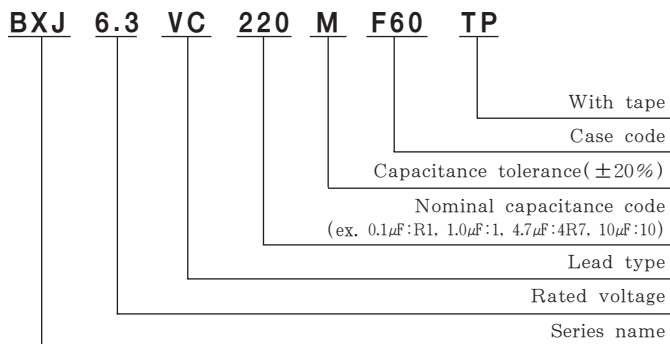 BXJ 6.3 VC 220 M F60 TP
With tape
Case code
Capacitance tolerance(±20%)
Nominal capacitance code
(ex. 0.1μF:R1, 1.0μF:1, 4.7μF:4R7, 10μF:10)
Lead type
Rated voltage
Series name